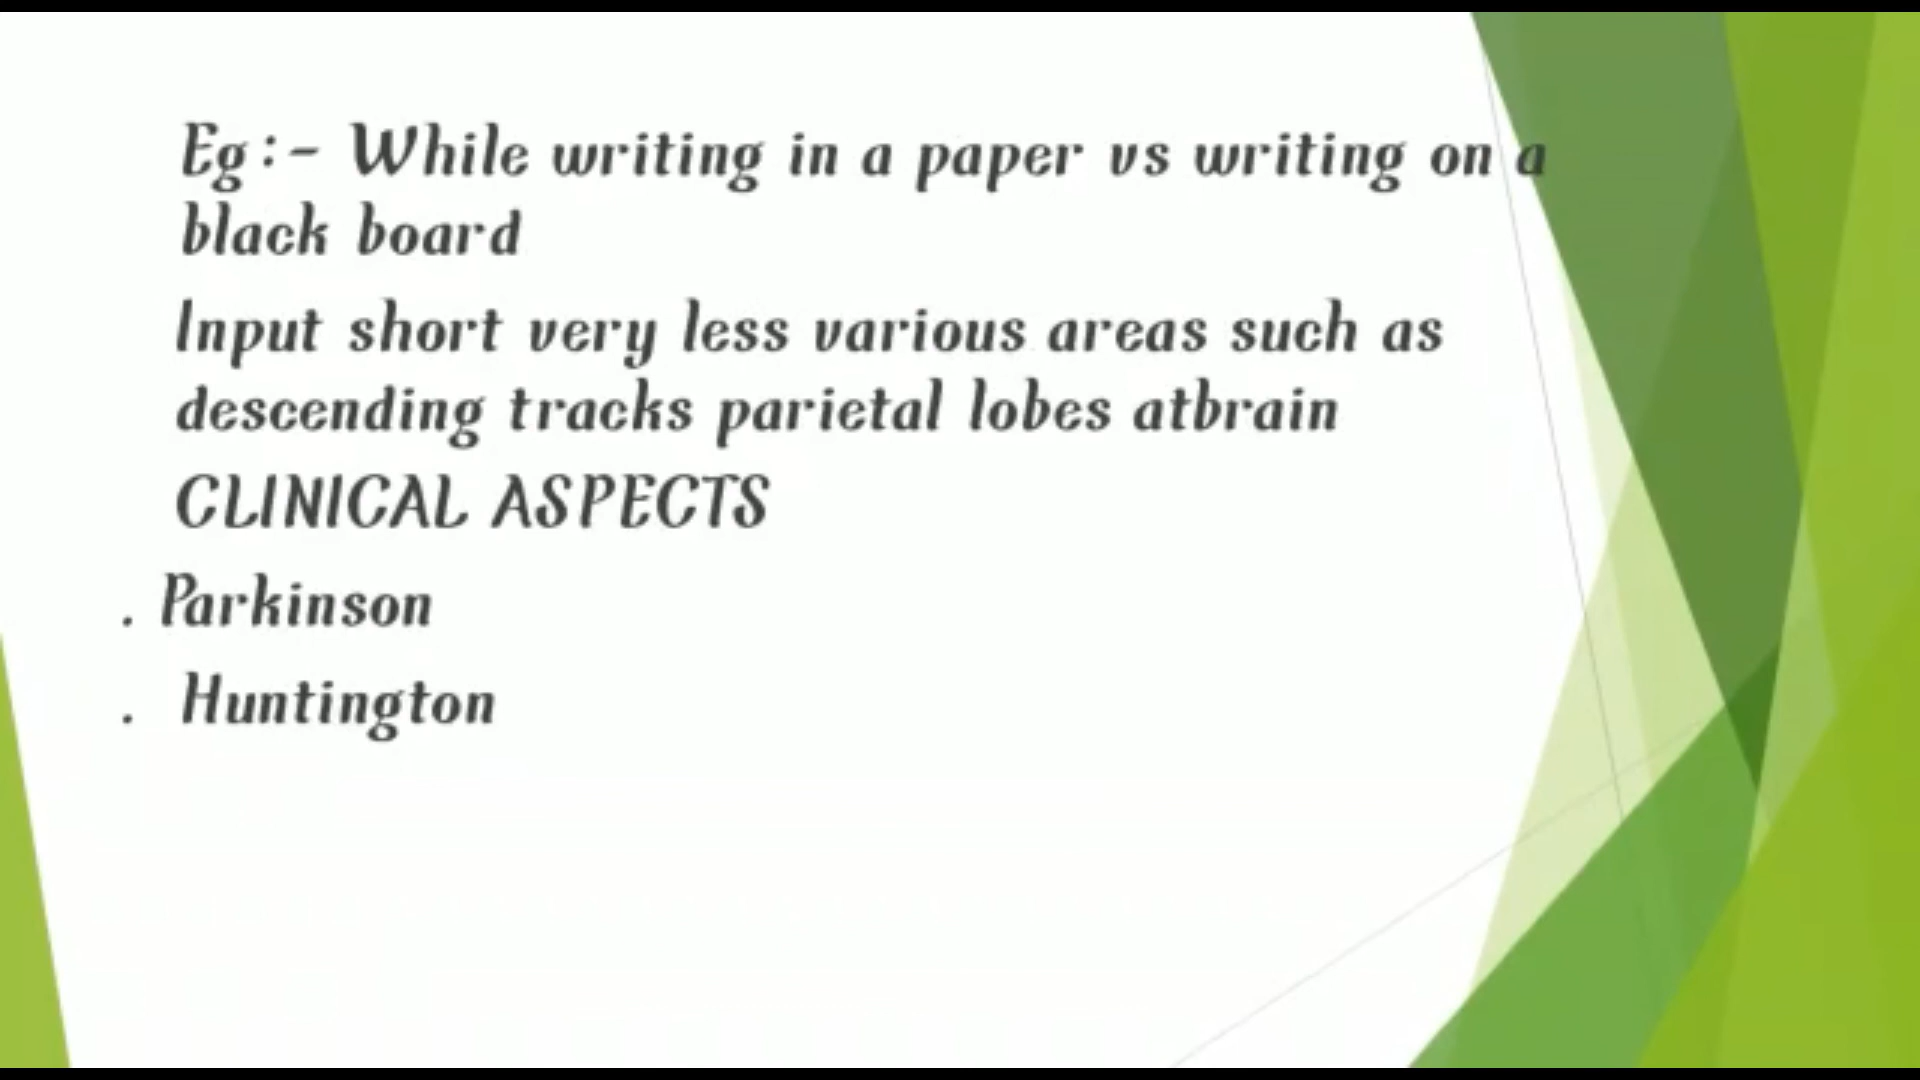 Eg:- While writing in a paper vs writing on a
black board
Input short very less various areas such as
descending tracks parietal lobes atbrain
CLINICAL ASPECTS
. Parkinson
. Huntington